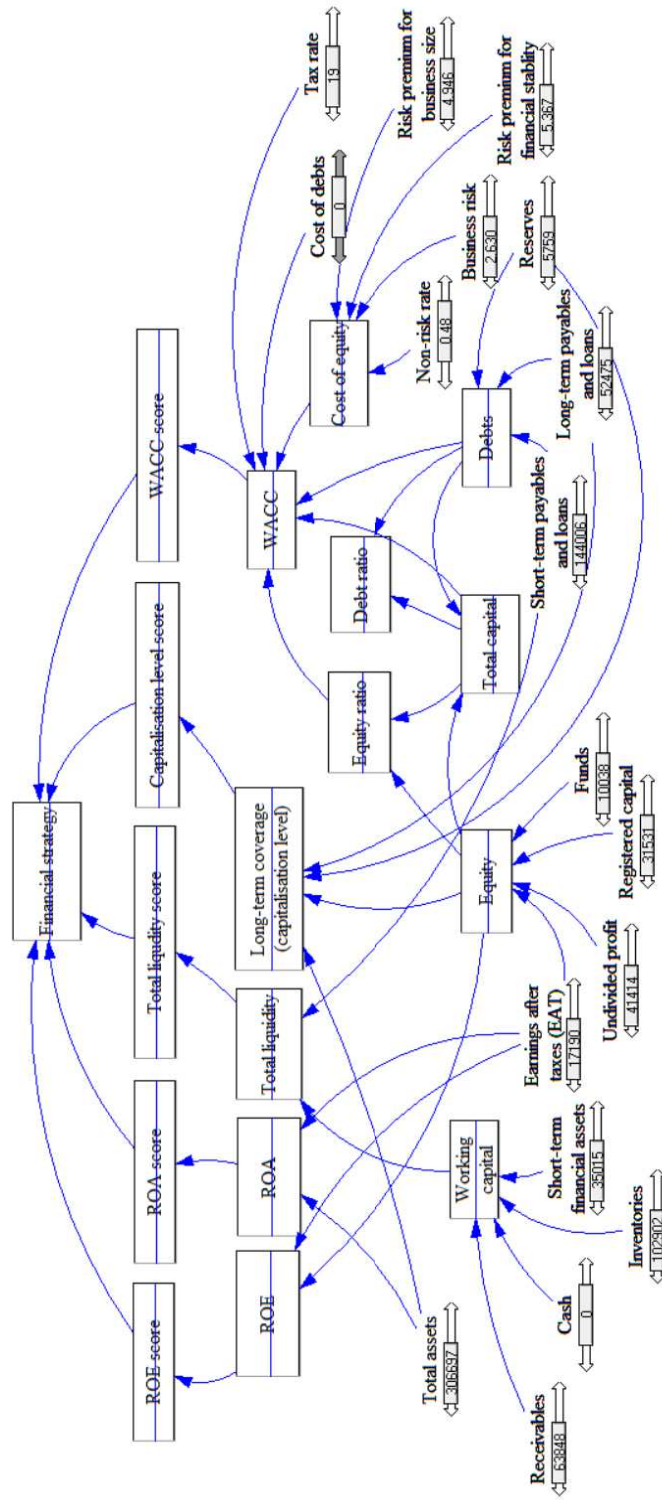 Financial strategy
ROE score
ROA score
Total liqudity score
Capitalisation level score
WACC score
ROE
ROA
Total liquidity
Long-term coverage
(capitalisation level)
Equity ratio
Debt ratio
WACC
Cost of equity
Cost of debts
0
Tax rate
19
Risk premium for
business size
4.946
Risk premium for
financial stablity
5.367
Business risk
2.630
Non-risk rate
0.48
Total assets
306697
Working
capital
Equity
Total capital
Debts
Reserves
5759
Long-term payables
and loans
52475
Short-term payables
and loans
144006
Receivables
63848
Cash
0
Inventories
102902
Short-term
financial assets
35015
Earnings after
taxes (EAT)
17190
Undivided profit
41414
Registered capital
31531
Funds
10038